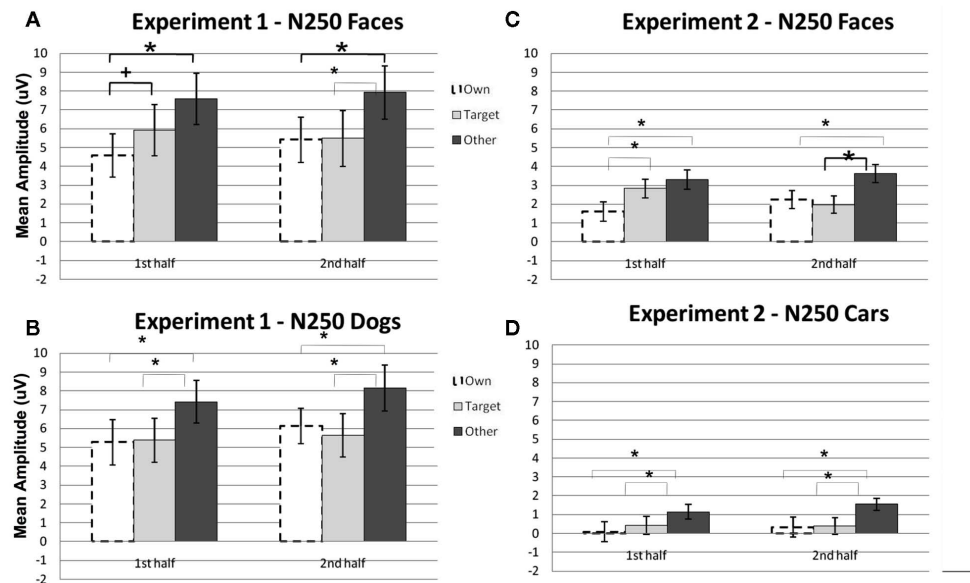 A
Experiment 1 - N250 Faces
Mean Amplitude (uV)
10
9
8
7
6
5
4
3
2
1
0
-1
-2
*
+
*
*
1st half
2nd half
Own
Target
Other
B
Experiment 1 - N250 Dogs
Mean Amplitude (uV)
10
9
8
7
6
5
4
3
2
1
0
-1
-2
*
*
*
*
1st half
2nd half
Own
Target
Other
C
Experiment 2 - N250 Faces
10
9
8
7
6
5
4
3
2
1
0
-1
-2
*
*
*
*
1st half
2nd half
D
Experiment 2 - N250 Cars
10
9
8
7
6
5
4
3
2
1
0
-1
-2
*
*
*
*
1st half
2nd half